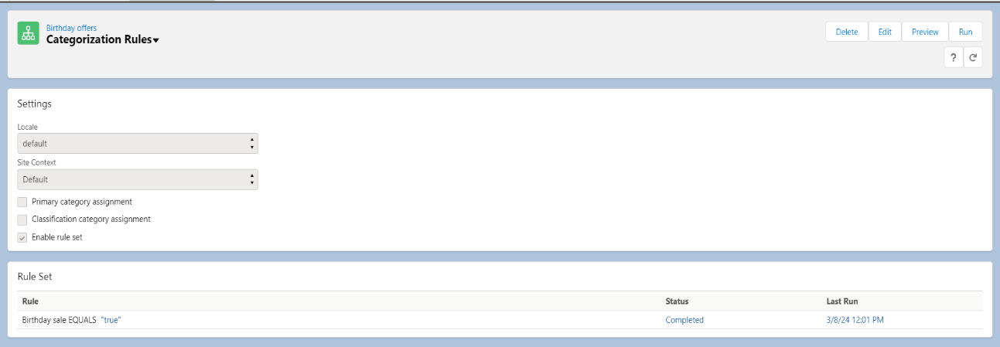 Birthday offers
Categorization Rules
Delete Edit Preview Run
?
Settings
Locale
default
Site Context
Default
Primary category assignment
Classification category assignment
Enable rule set
Rule Set
Rule Status Last Run
Birthday sale EQUALS "true" Completed 3/8/24 12:01 PM